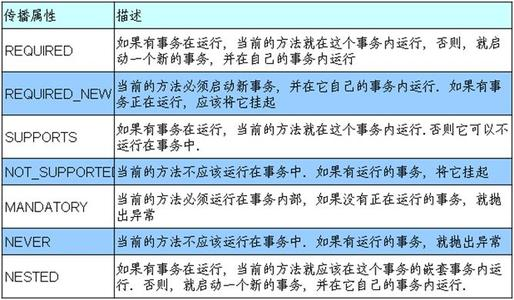 传播属性 描述
REQUIRED 如果有事务在运行，当前的方法就在这个事务内运行，否则，就启
动一个新的事务，并在自己的事务内运行
REQUIRED_NEW 当前的方法必须启动新事务，并在它自己的事务内运行．如果有事
务正在运行，应该将它挂起
SUPPORTS 如果有事务在运行，当前的方法就在这个事务内运行．否则它可以不
运行在事务中．
NOT_SUPPORTED 当前的方法不应该运行在事务中．如果有运行的事务，将它挂起
MANDATORY 当前的方法必须运行在事务内部，如果没有正在运行的事务，就抛
出异常
NEVER 当前的方法不应该运行在事务中．如果有运行的事务，就抛出异常
NESTED 如果有事务在运行，当前的方法就应该在这个事务的嵌套事务内运
行．否则，就启动一个新的事务，并在它自己的事务内运行．